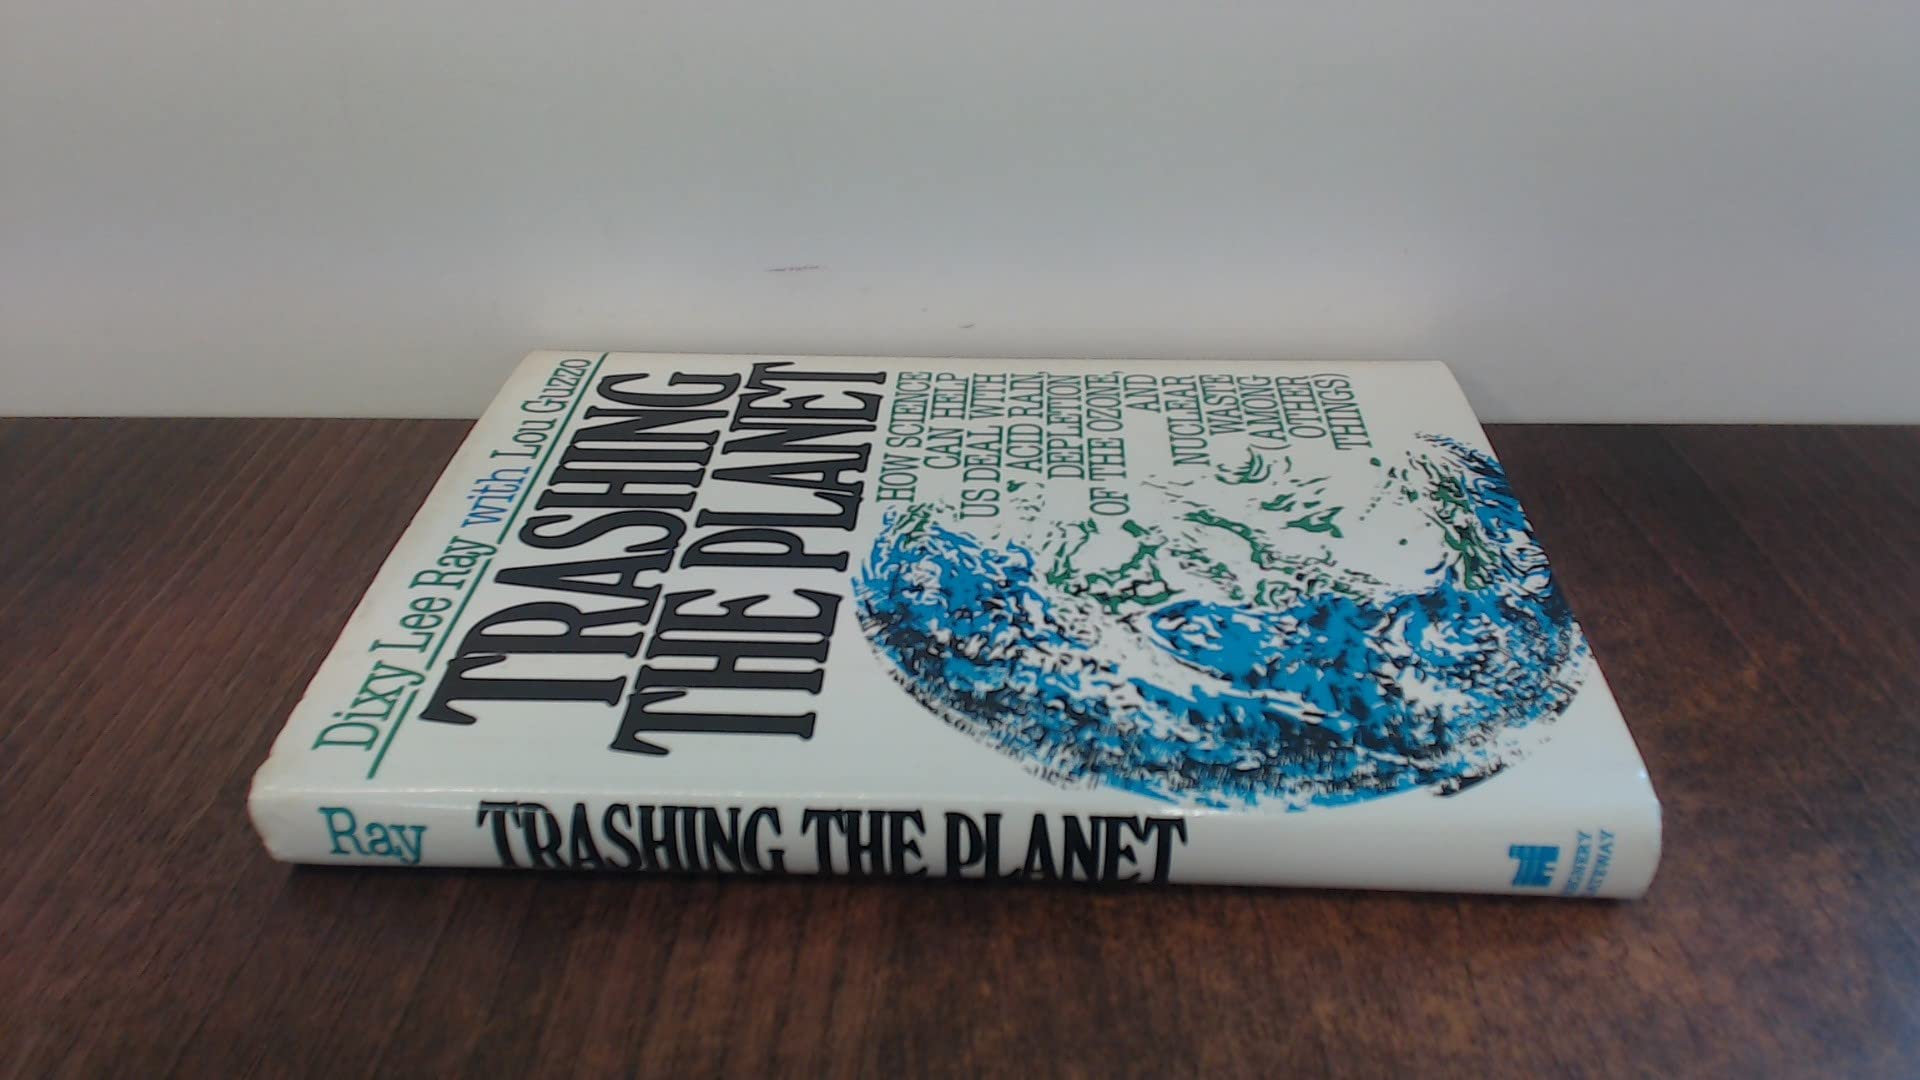 Dixy Lee Ray with Lou Guzzo
TRASHING
THE PLANET
HOW SCIENCE
CAN HELP
US DEAL WITH
ACID RAIN,
DEPLETION
OF THE OZONE,
AND
NUCLEAR
WASTE
(AMONG
OTHER
THINGS)
Ray
TRASHING THE PLANET